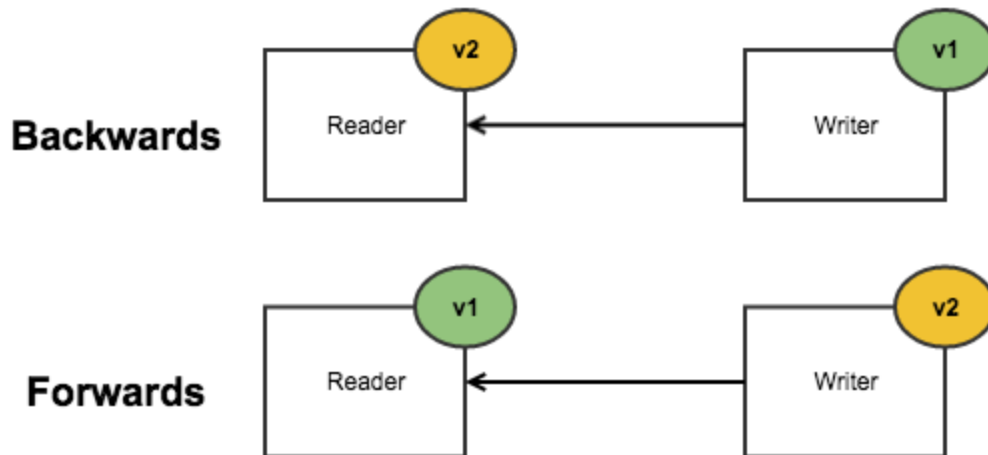 v2
v1
Backwards
Reader
Writer
v1
v2
Forwards
Reader
Writer